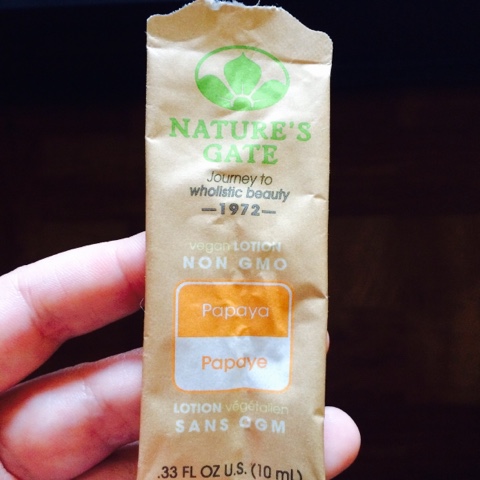 NATURE'S
GATE
Journey to
wholistic beauty
—1972—
vegan LOTION
NON GMO
Papaya
Papaye
LOTION végétalien
SANS OGM
.33 FL OZ U.S. (10 mL)